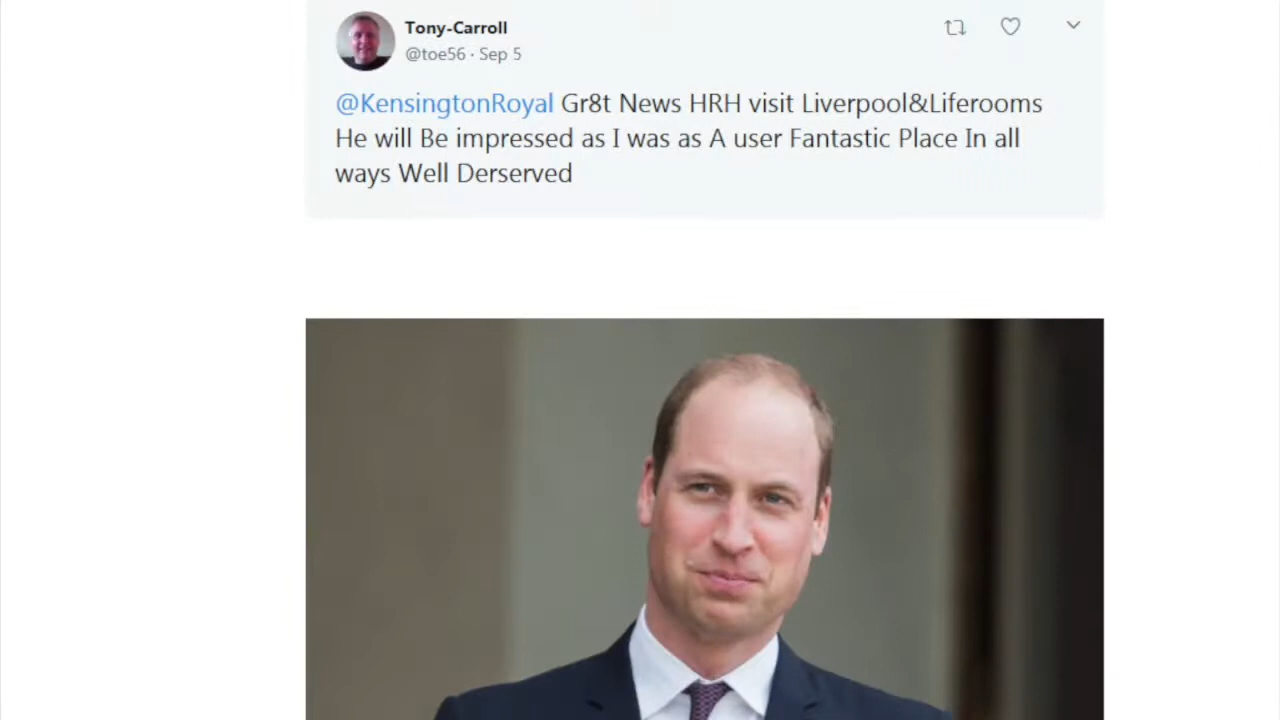 Tony-Carroll
@toe56 · Sep 5
@KensingtonRoyal Gr8t News HRH visit Liverpool&Liferooms
He will Be impressed as I was as A user Fantastic Place In all
ways Well Derserved